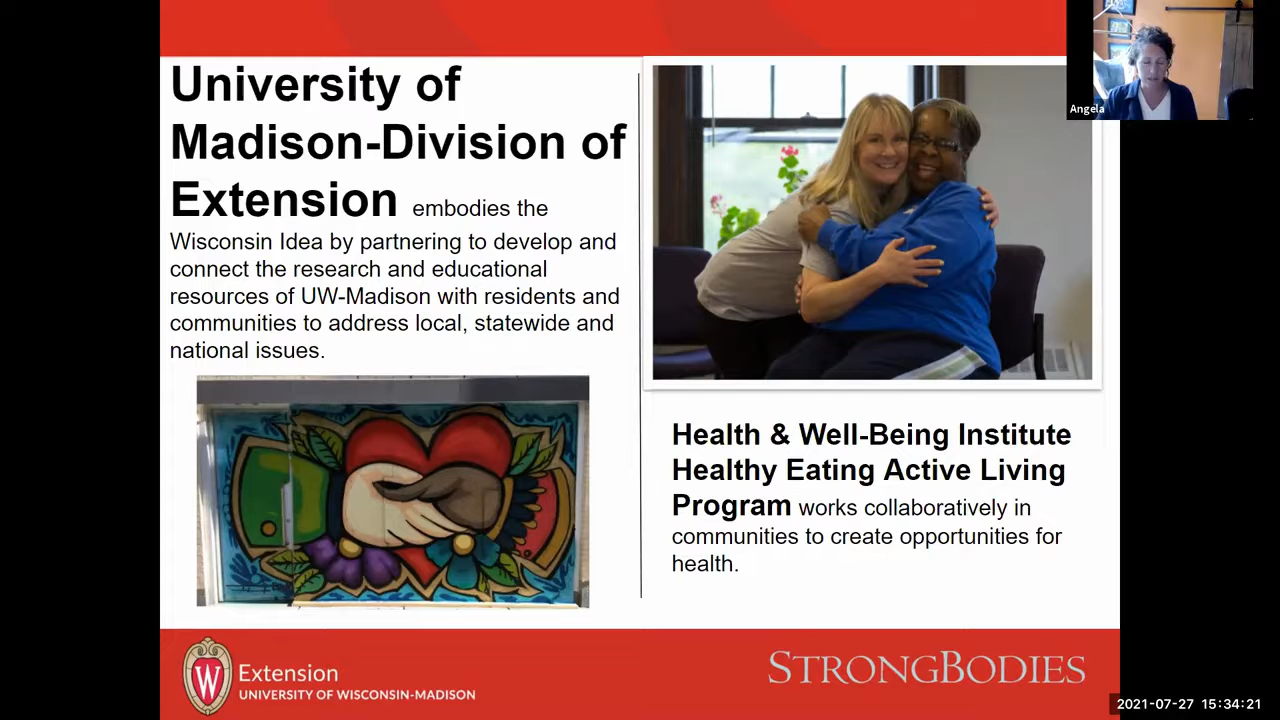 University of
Madison-Division of
Extension embodies the
Wisconsin Idea by partnering to develop and
connect the research and educational
resources of UW-Madison with residents and
communities to address local, statewide and
national issues.
Health & Well-Being Institute
Healthy Eating Active Living
Program works collaboratively in
communities to create opportunities for
health.
Angela
W
Extension
UNIVERSITY OF WISCONSIN-MADISON
STRONGBODIES
2021-07-27 15:34:21